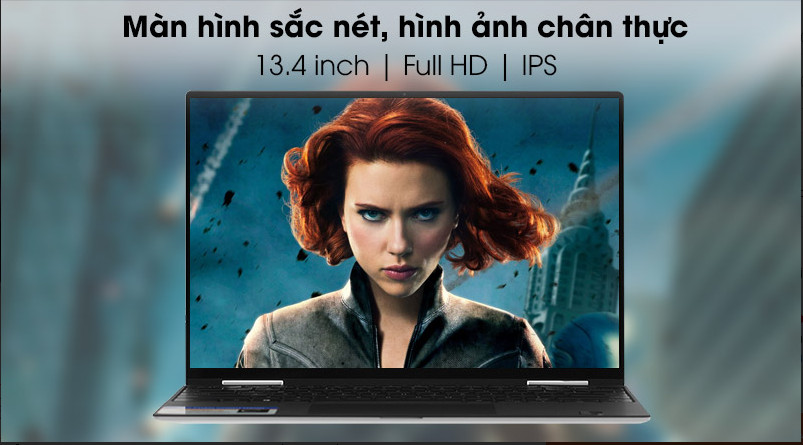 Màn hình sắc nét, hình ảnh chân thực
13.4 inch | Full HD | IPS